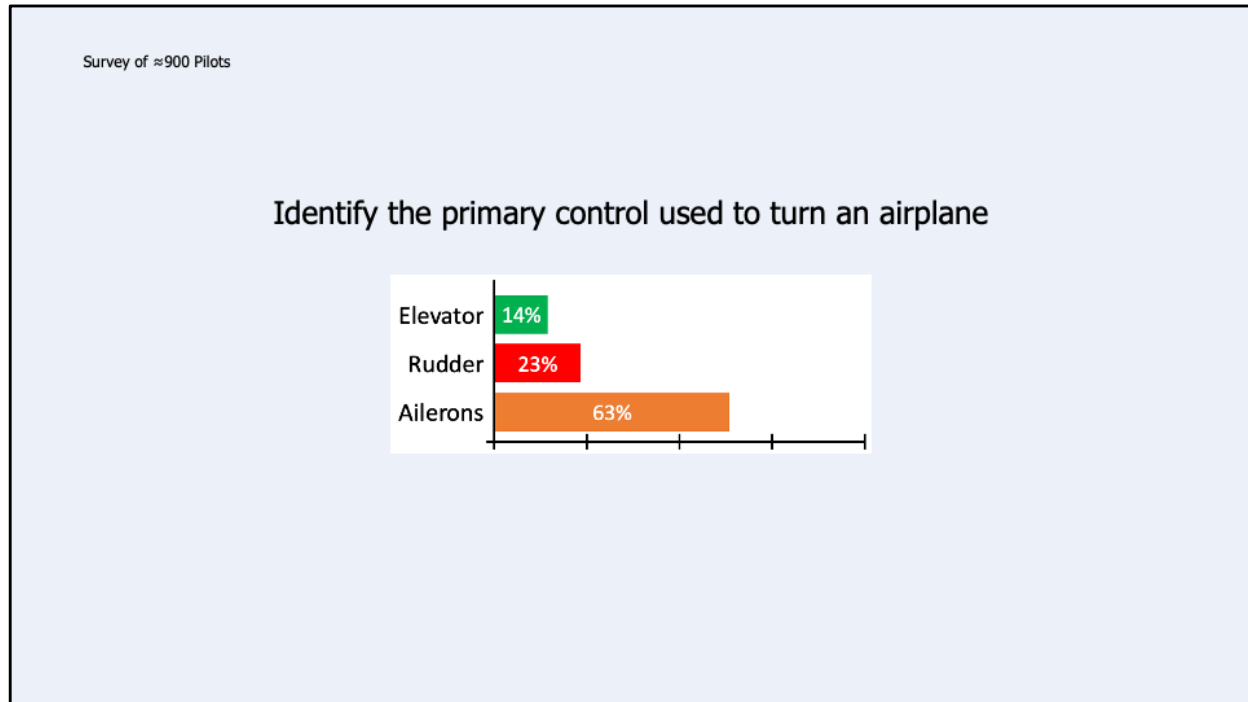 Survey of ≈900 Pilots
Identify the primary control used to turn an airplane
Elevator 14%
Rudder 23%
Ailerons 63%